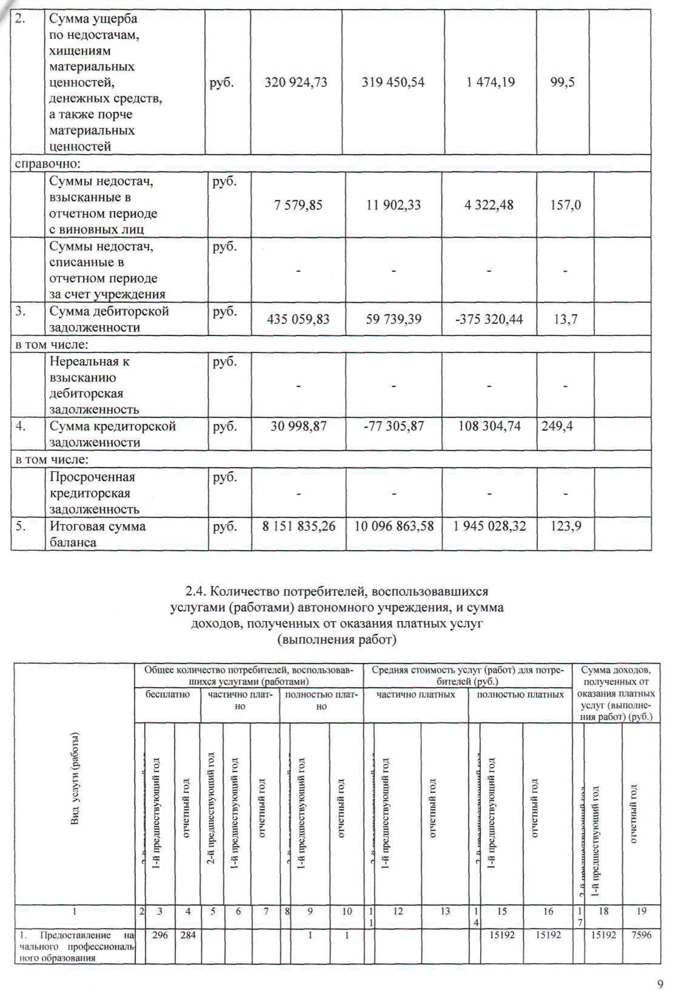 2.
Сумма ущерба
по недостачам,
хищениям
материальных
ценностей,
денежных средств,
а также порче
материальных
ценностей
руб.
320 924,73
319 450,54
1 474,19
99,5
справочно:
Суммы недостач,
взысканные в
отчетном периоде
с виновных лиц
руб.
7 579,85
11 902,33
4 322,48
157,0
Суммы недостач,
списанные в
отчетном периоде
за счет учреждения
руб.
-
-
-
-
3.
Сумма дебиторской
задолженности
руб.
435 059,83
59 739,39
-375 320,44
13,7
в том числе:
Нереальная к
взысканию
дебиторская
задолженность
руб.
-
-
-
-
4.
Сумма кредиторской
задолженности
руб.
30 998,87
-77 305,87
108 304,74
249,4
в том числе:
Просроченная
кредиторская
задолженность
руб.
-
-
-
-
5.
Итоговая сумма
баланса
руб.
8 151 835,26
10 096 863,58
1 945 028,32
123,9
2.4. Количество потребителей, воспользовавшихся
услугами (работами) автономного учреждения, и сумма
доходов, полученных от оказания платных услуг
(выполнения работ)
Вид услуги (работы)
Общее количество потребителей, воспользовав-
шихся услугами (работами)
Средняя стоимость услуг (работ) для потре-
бителей (руб.)
Сумма доходов,
полученных от
оказания платных
услуг (выполне-
ния работ) (руб.)
бесплатно
частично плат-
но
полностью плат-
но
частично платных
полностью платных
1-й предшествующий год
отчетный год
2-й предшествующий год
1-й предшествующий год
отчетный год
1-й предшествующий год
отчетный год
1-й предшествующий год
отчетный год
1-й предшествующий год
отчетный год
2-й предшествующий год
1-й предшествующий год
отчетный год
1
2
3
4
5
6
7
8
9
10
1
1
12
13
1
4
15
16
1
7
18
19
1. Предоставление на
чального профессиональ
ного образования
296
284
1
1
15192
15192
15192
7596
9